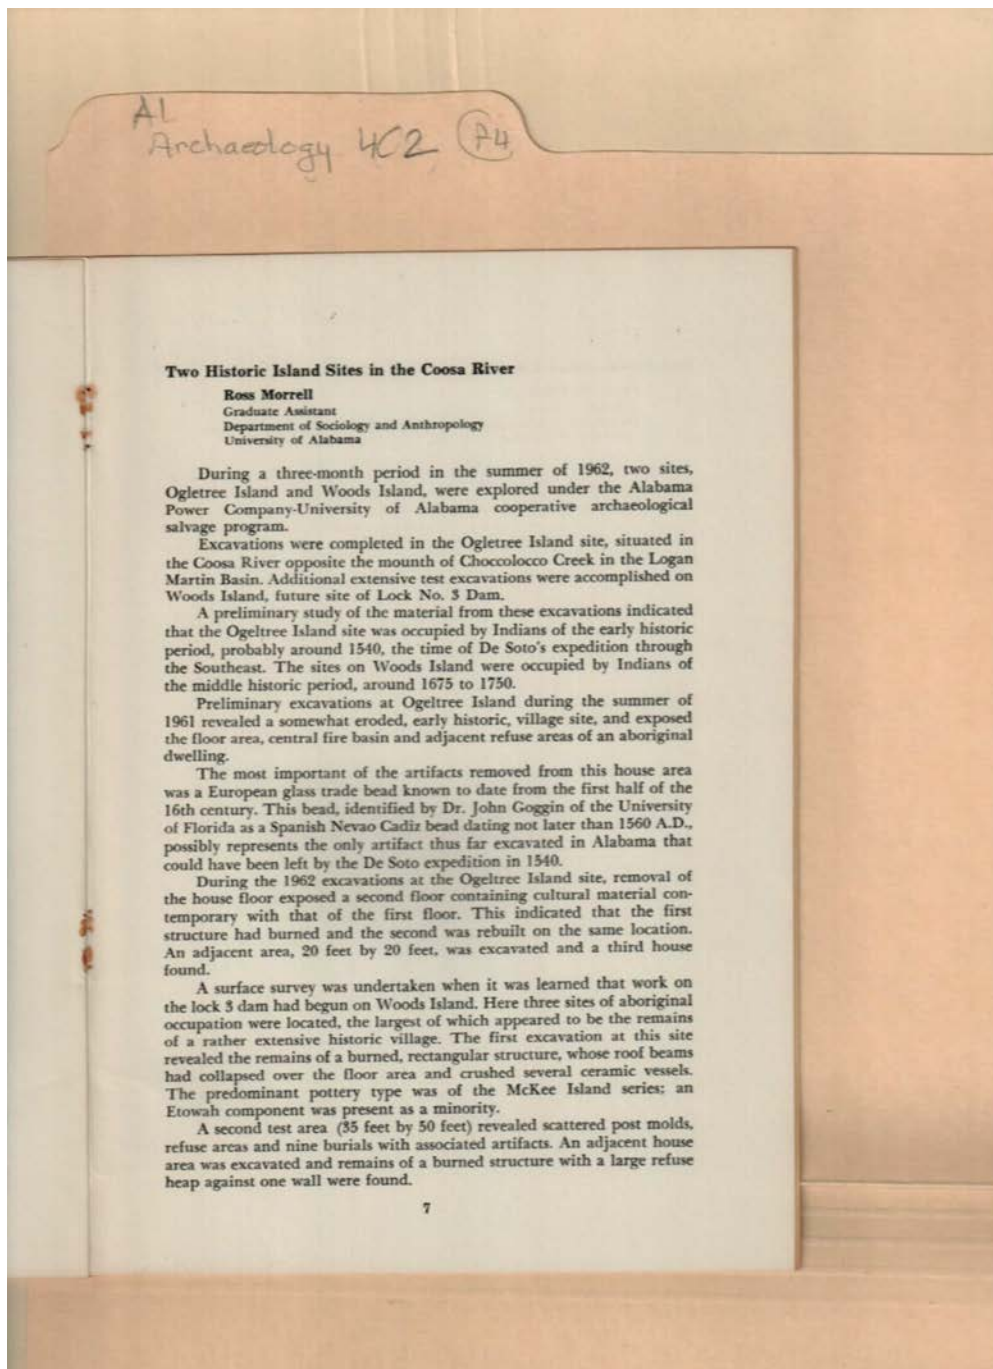 AL
Archaeology 4C2 P4
Two Historic Island Sites in the Coosa River
Ross Morrell
Graduate Assistant
Department of Sociology and Anthropology
University of Alabama
During a three-month period in the summer of 1962, two sites,
Ogletree Island and Woods Island, were explored under the Alabama
Power Company-University of Alabama cooperative archaeological
salvage program.
Excavations were completed in the Ogletree Island site, situated in
the Coosa River opposite the mounth of Choccolocco Creek in the Logan
Martin Basin. Additional extensive test excavations were accomplished on
Woods Island, future site of Lock No. 3 Dam.
A preliminary study of the material from these excavations indicated
that the Ogeltree Island site was occupied by Indians of the early historic
period, probably around 1540, the time of De Soto's expedition through
the Southeast. The sites on Woods Island were occupied by Indians of
the middle historic period, around 1675 to 1750.
Preliminary excavations at Ogeltree Island during the summer of
1961 revealed a somewhat eroded, early historic, village site, and exposed
the floor area, central fire basin and adjacent refuse areas of an aboriginal
dwelling.
The most important of the artifacts removed from this house area
was a European glass trade bead known to date from the first half of the
16th century. This bead, identified by Dr. John Goggin of the University
of Florida as a Spanish Nevao Cadiz bead dating not later than 1560 A.D.,
possibly represents the only artifact thus far excavated in Alabama that
could have been left by the De Soto expedition in 1540.
During the 1962 excavations at the Ogeltree Island site, removal of
the house floor exposed a second floor containing cultural material con-
temporary with that of the first floor. This indicated that the first
structure had burned and the second was rebuilt on the same location.
An adjacent area, 20 feet by 20 feet, was excavated and a third house
found.
A surface survey was undertaken when it was learned that work on
the lock 3 dam had begun on Woods Island. Here three sites of aboriginal
occupation were located, the largest of which appeared to be the remains
of a rather extensive historic village. The first excavation at this site
revealed the remains of a burned, rectangular structure, whose roof beams
had collapsed over the floor area and crushed several ceramic vessels.
The predominant pottery type was of the McKee Island series; an
Etowah component was present as a minority.
A second test area (35 feet by 50 feet) revealed scattered post molds,
refuse areas and nine burials with associated artifacts. An adjacent house
area was excavated and remains of a burned structure with a large refuse
heap against one wall were found.
7